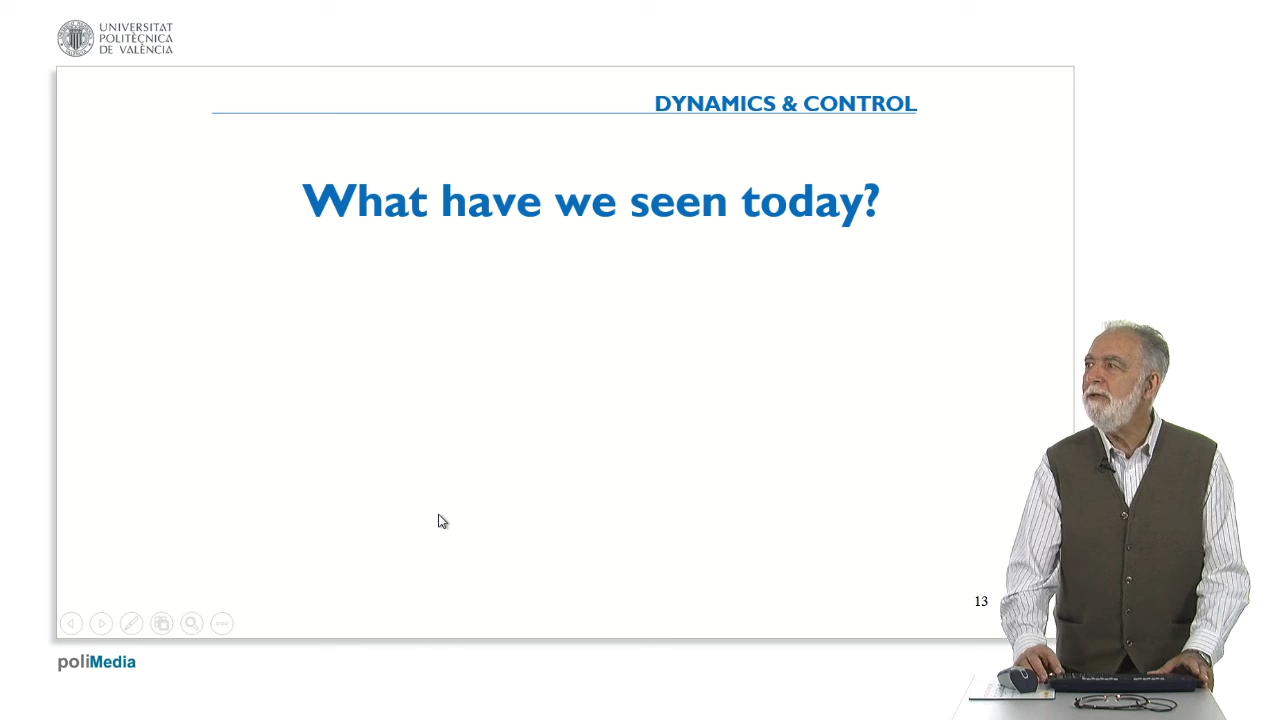 UNIVERSITAT
POLITÈCNICA
DE VALÈNCIA
DYNAMICS & CONTROL
What have we seen today?
13
poliMedia